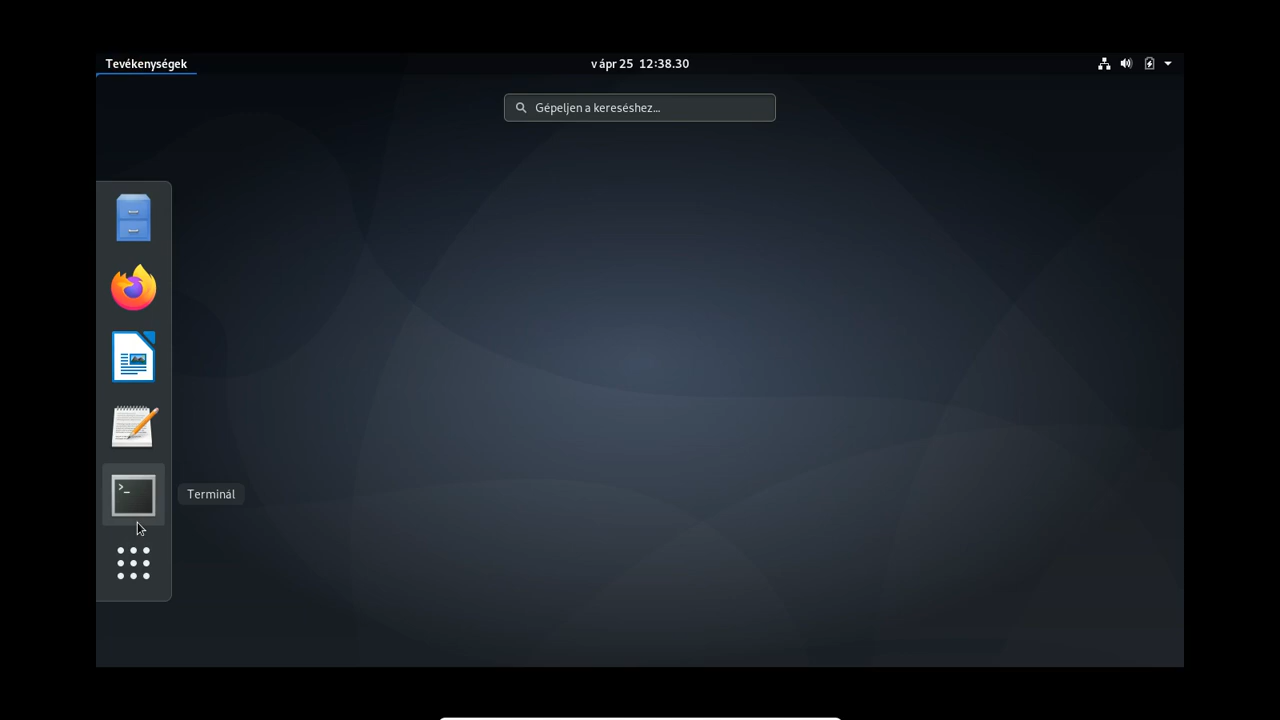 Tevékenységek
v ápr 25 12:38.30
Gépeljen a kereséshez...
>_
Terminál